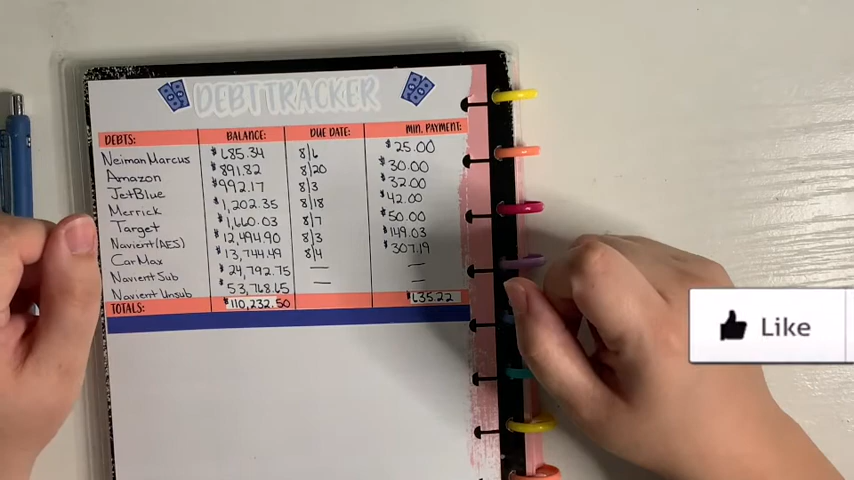 DEBT TRACKER
DEBTS: BALANCE: DUE DATE: MIN. PAYMENT:
Neiman Marcus $685.34 8/6 $25.00
Amazon $891.82 8/20 $30.00
JetBlue $992.17 8/3 $32.00
Merrick $1,202.35 8/18 $42.00
Target $1,660.03 8/7 $50.00
Navient(AES) $12,494.90 8/3 $149.03
CarMax $13,744.49 8/4 $307.19
Navient Sub $24,792.75 — —
Navient Unsub $53,768.65 — —
TOTALS: $110,232.50 $635.22
Like